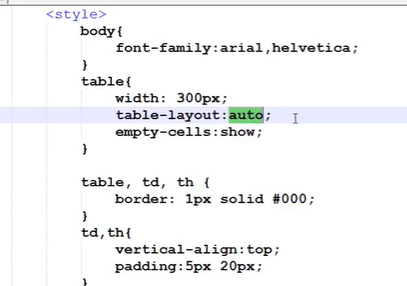 <style>
body{
font-family:arial,helvetica;
}
table{
width: 300px;
table-layout:auto;
empty-cells:show;
}
table, td, th {
border: 1px solid #000;
}
td,th{
vertical-align:top;
padding:5px 20px;
}